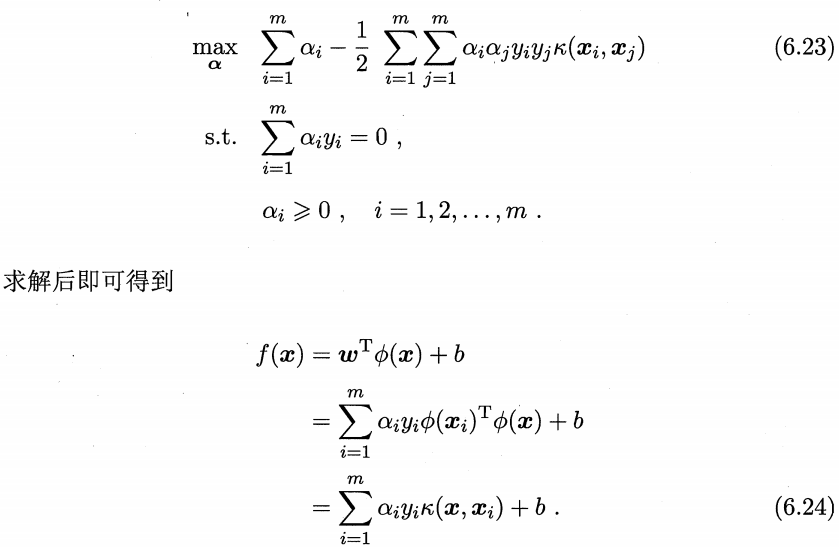 $\max_{\boldsymbol{\alpha}} \quad \sum_{i=1}^{m} \alpha_i - \frac{1}{2} \sum_{i=1}^{m} \sum_{j=1}^{m} \alpha_i \alpha_j y_i y_j \kappa(\boldsymbol{x}_i, \boldsymbol{x}_j)$ (6.23)
$\text{s.t.} \quad \sum_{i=1}^{m} \alpha_i y_i = 0 \ ,$
$\alpha_i \geqslant 0 \ , \quad i = 1, 2, \ldots, m \ .$
求解后即可得到
$f(\boldsymbol{x}) = \boldsymbol{w}^{\mathrm{T}} \phi(\boldsymbol{x}) + b$
$= \sum_{i=1}^{m} \alpha_i y_i \phi(\boldsymbol{x}_i)^{\mathrm{T}} \phi(\boldsymbol{x}) + b$
$= \sum_{i=1}^{m} \alpha_i y_i \kappa(\boldsymbol{x}, \boldsymbol{x}_i) + b \ .$ (6.24)